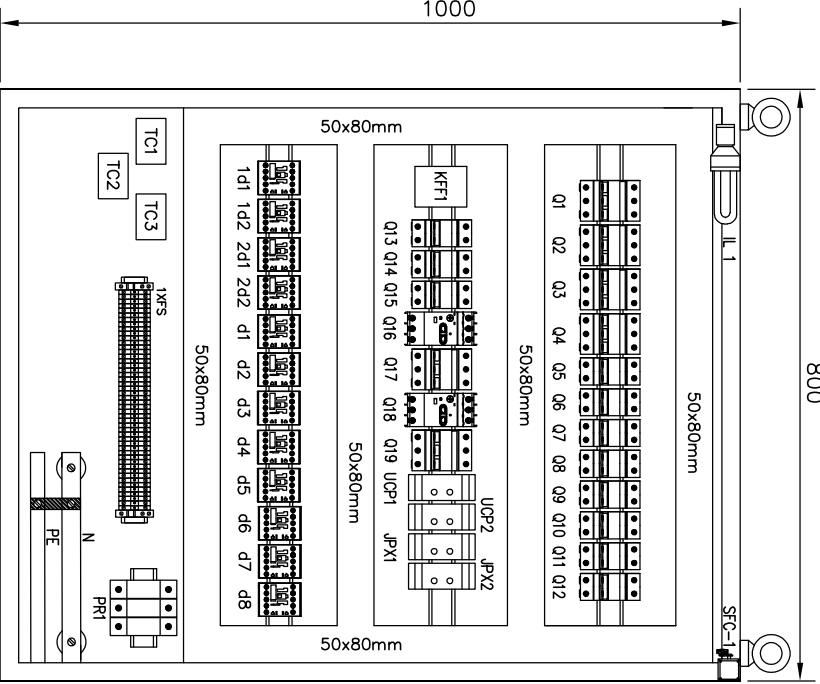 1000
800
50x80mm
TC1
TC2
TC3
1XFS
PE
N
PR1
1d1
1d2
2d1
2d2
d1
d2
d3
d4
d5
d6
d7
d8
50x80mm
50x80mm
KFF1
Q13
Q14
Q15
Q16
Q17
Q18
Q19
UCP1
UCP2
JPX1
JPX2
50x80mm
Q1
Q2
Q3
Q4
Q5
Q6
Q7
Q8
Q9
Q10
Q11
Q12
50x80mm
IL 1
SFC-1
50x80mm